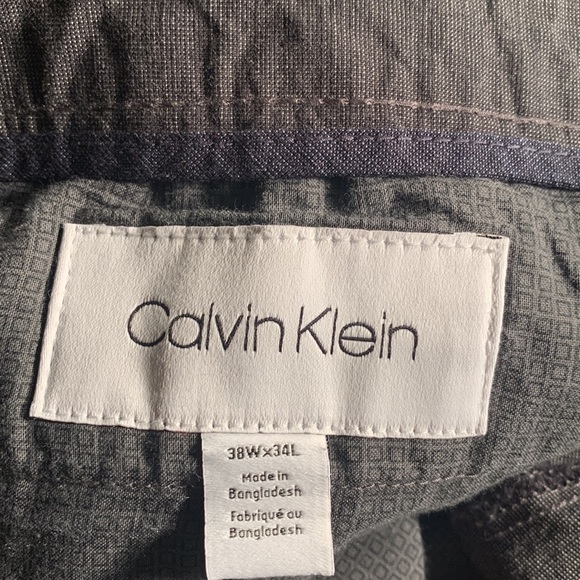 Calvin Klein
38W×34L
Made in
Bangladesh
Fabriqué au
Bangladesh